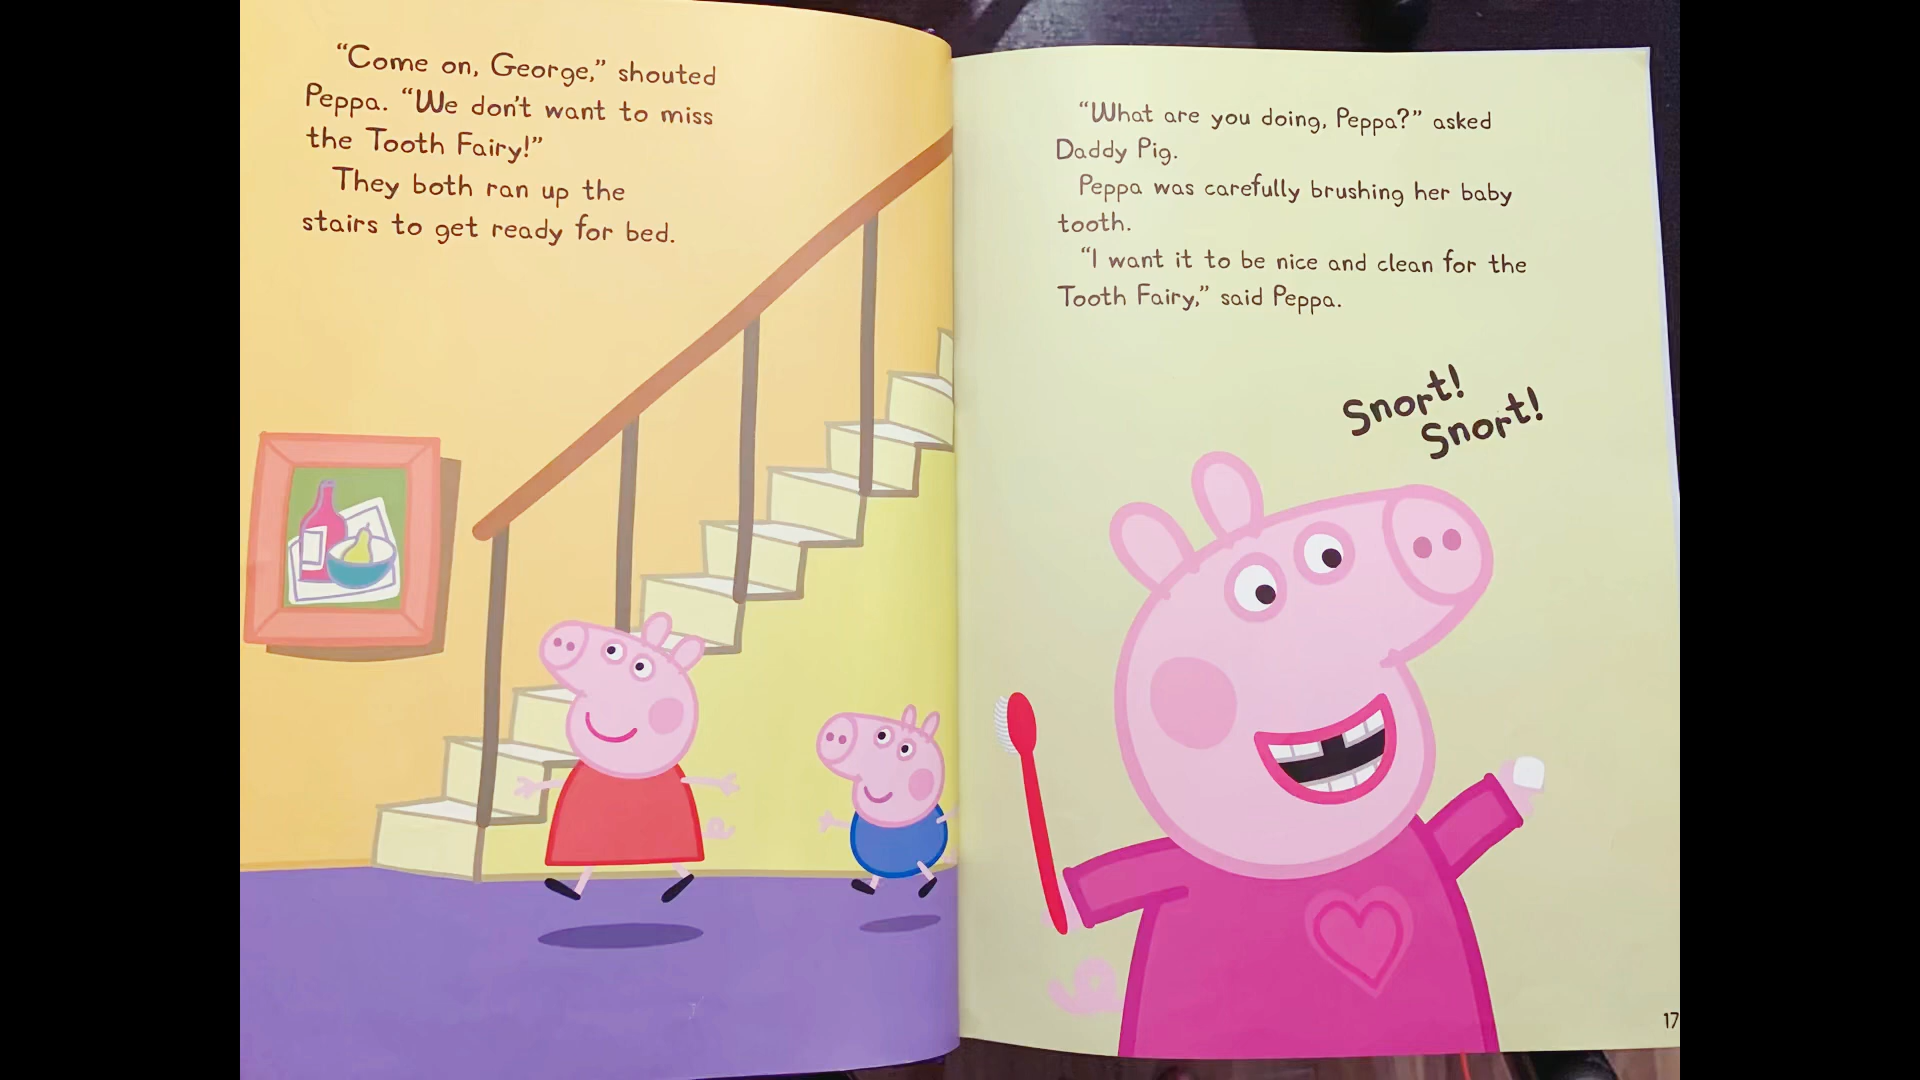 “Come on, George,” shouted
Peppa. “We don't want to miss
the Tooth Fairy!”
They both ran up the
stairs to get ready for bed.
“What are you doing, Peppa?” asked
Daddy Pig.
Peppa was carefully brushing her baby
tooth.
“I want it to be nice and clean for the
Tooth Fairy,” said Peppa.
Snort!
Snort!
17